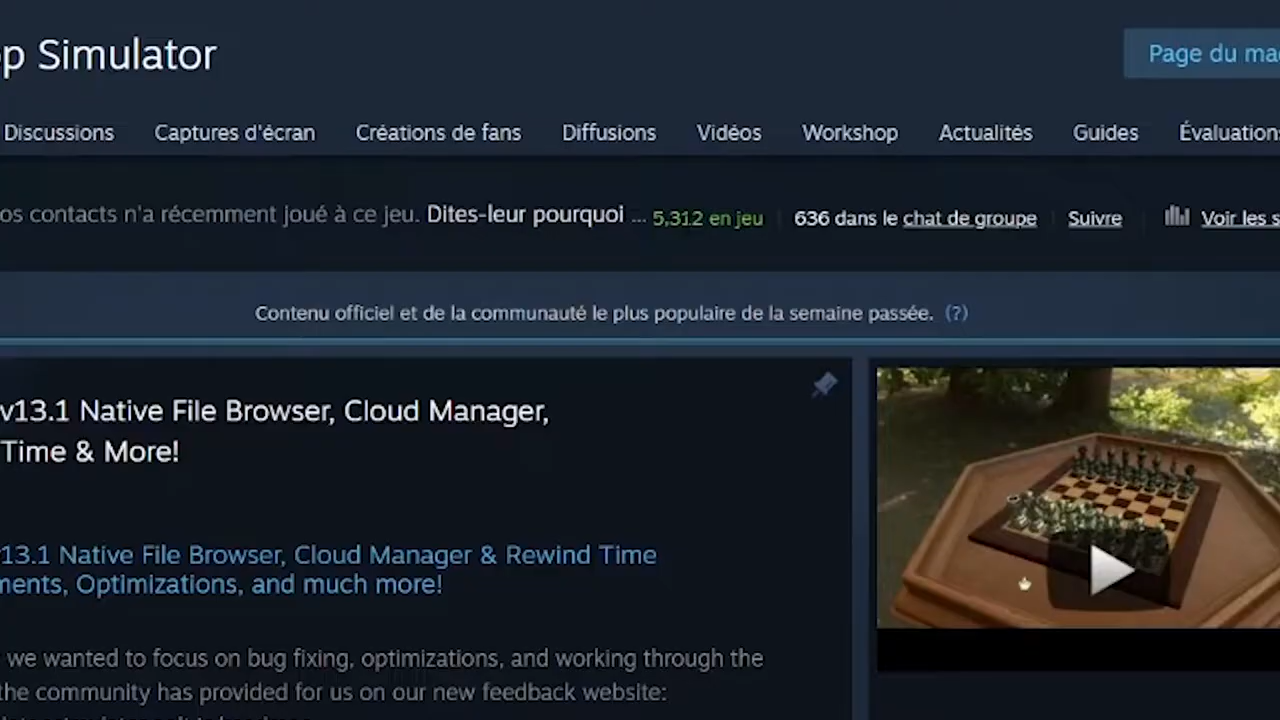 Simulator
Page du
Discussions Captures d'écran Créations de fans Diffusions Vidéos Workshop Actualités Guides Évaluation
contacts n'a récemment joué à ce jeu. Dites-leur pourquoi ... 5,312 en jeu 636 dans le chat de groupe Suivre Voir les
Contenu officiel et de la communauté le plus populaire de la semaine passée. (?)
v13.1 Native File Browser, Cloud Manager,
Time & More!
13.1 Native File Browser, Cloud Manager & Rewind Time
Optimizations, and much more!
we wanted to focus on bug fixing, optimizations, and working through the
the community has provided for us on our new feedback website: